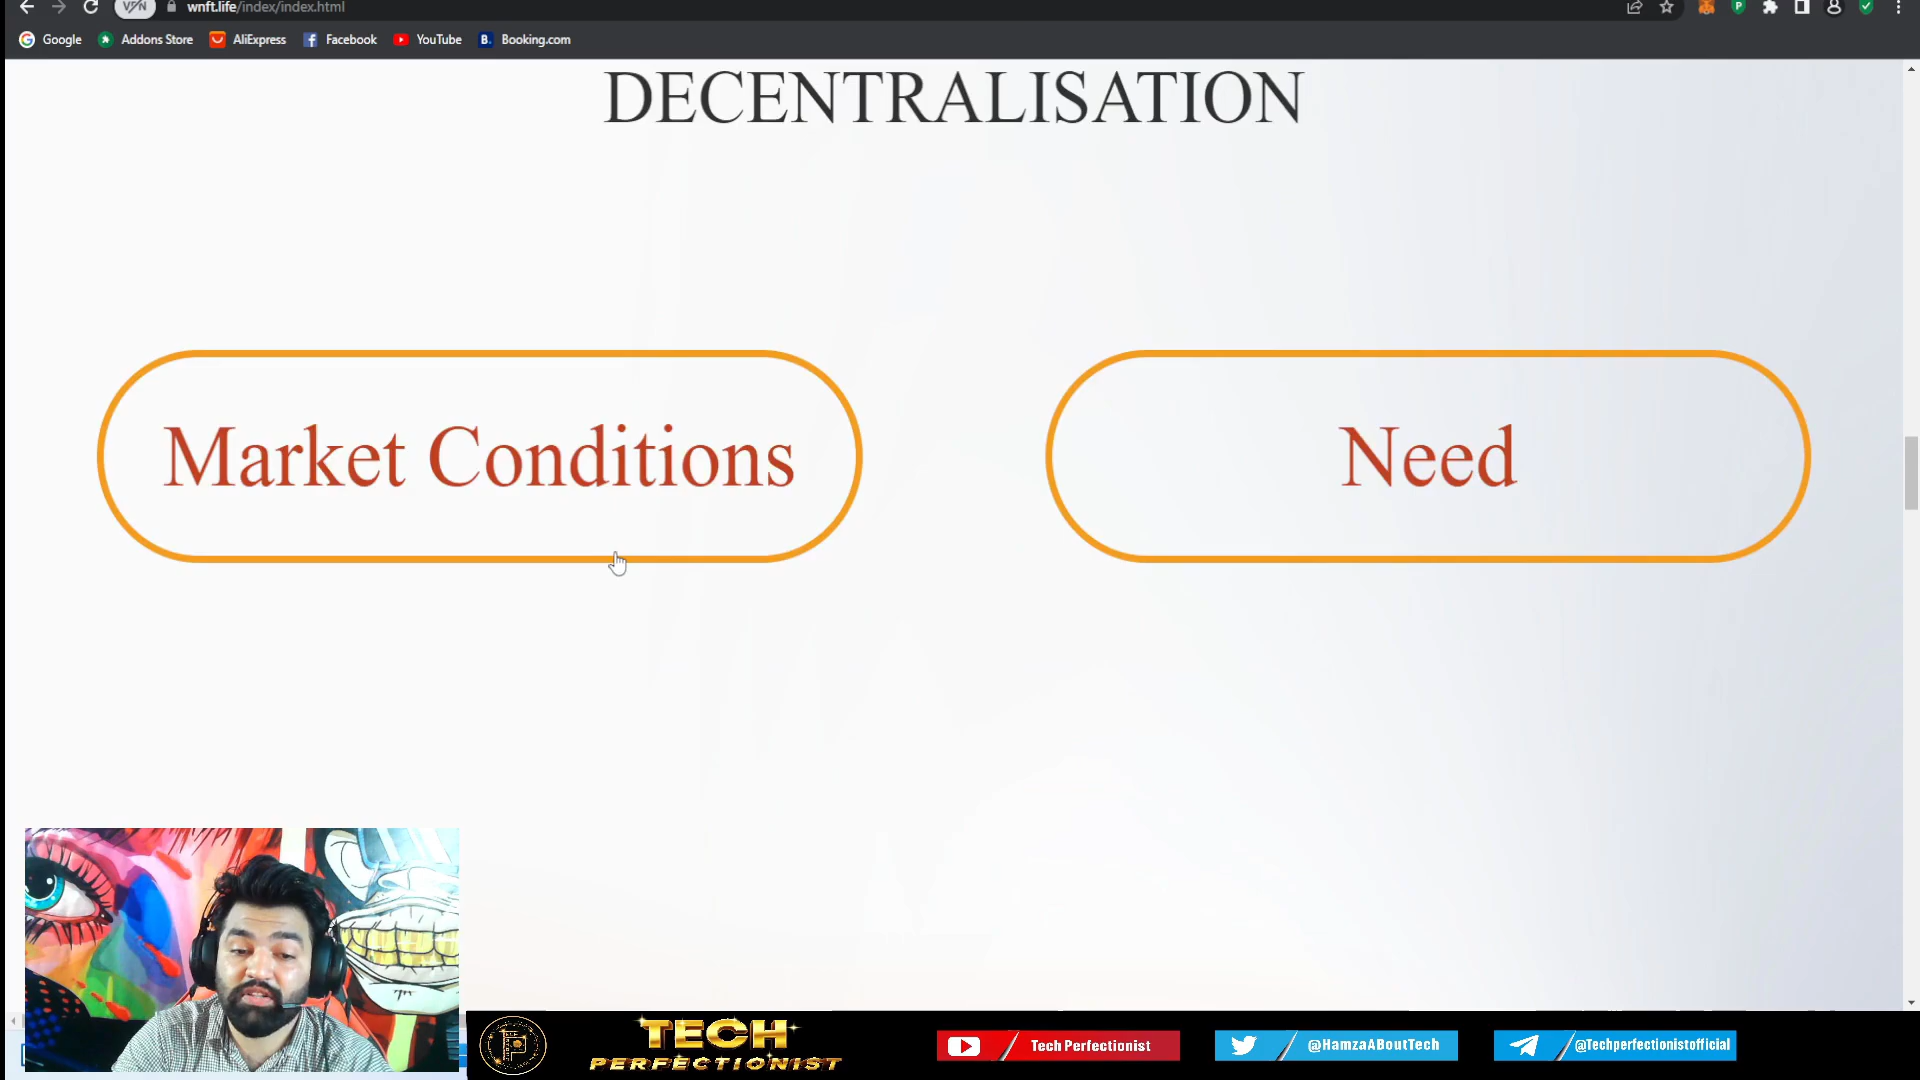 VPN
wnft.life/index/index.html
Google
Addons Store
AliExpress
Facebook
YouTube
B. Booking.com
DECENTRALISATION
Market Conditions
Need
TECH
PERFECTIONIST
Tech Perfectionist
@HamzaABoutTech
@Techperfectionistofficial